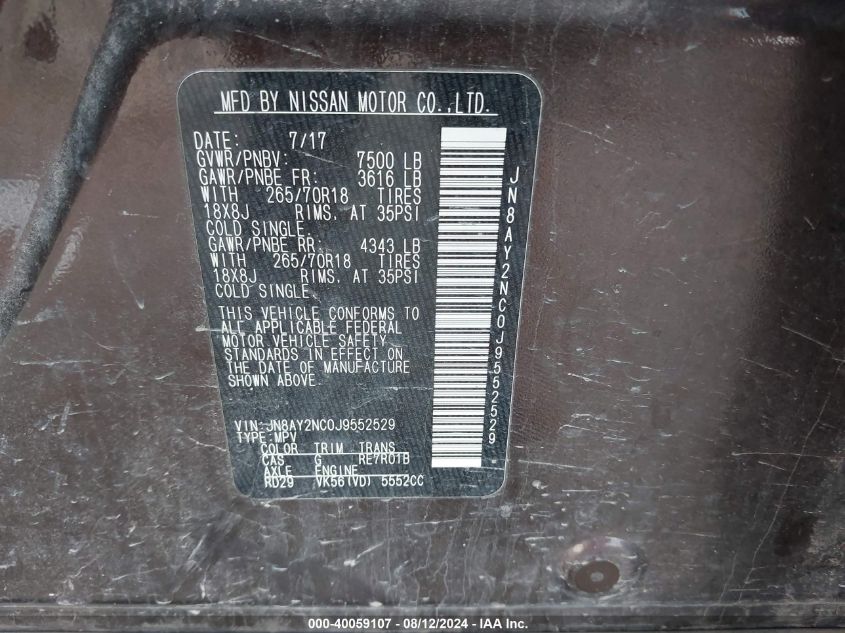 MFD BY NISSAN MOTOR CO.,LTD.
DATE: 7/17
GVWR/PNBV: 7500 LB
GAWR/PNBE FR: 3616 LB
WITH 265/70R18 TIRES
18X8J RIMS. AT 35PSI
COLD SINGLE
GAWR/PNBE RR: 4343 LB
WITH 265/70R18 TIRES
18X8J RIMS. AT 35PSI
COLD SINGLE
THIS VEHICLE CONFORMS TO
ALL APPLICABLE FEDERAL
MOTOR VEHICLE SAFETY
STANDARDS IN EFFECT ON
THE DATE OF MANUFACTURE
SHOWN ABOVE.
VIN:JN8AY2NC0J9552529
TYPE:MPV
COLOR TRIM TRANS
CAS G RE7R01B
AXLE ENGINE
RD29 VK56(VD) 5552CC
JN8AY2NC0J9552529
000-40059107 - 08/12/2024 - IAA Inc.